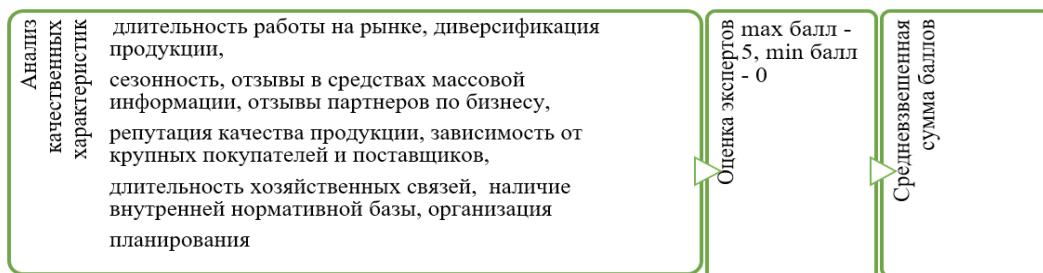 Анализ
качественных
характеристик
длительность работы на рынке, диверсификация
продукции,
сезонность, отзывы в средствах массовой
информации, отзывы партнеров по бизнесу,
репутация качества продукции, зависимость от
крупных покупателей и поставщиков,
длительность хозяйственных связей, наличие
внутренней нормативной базы, организация
планирования
Оценка экспертов
max балл -
5, min балл
- 0
Средневзвешенная
сумма баллов